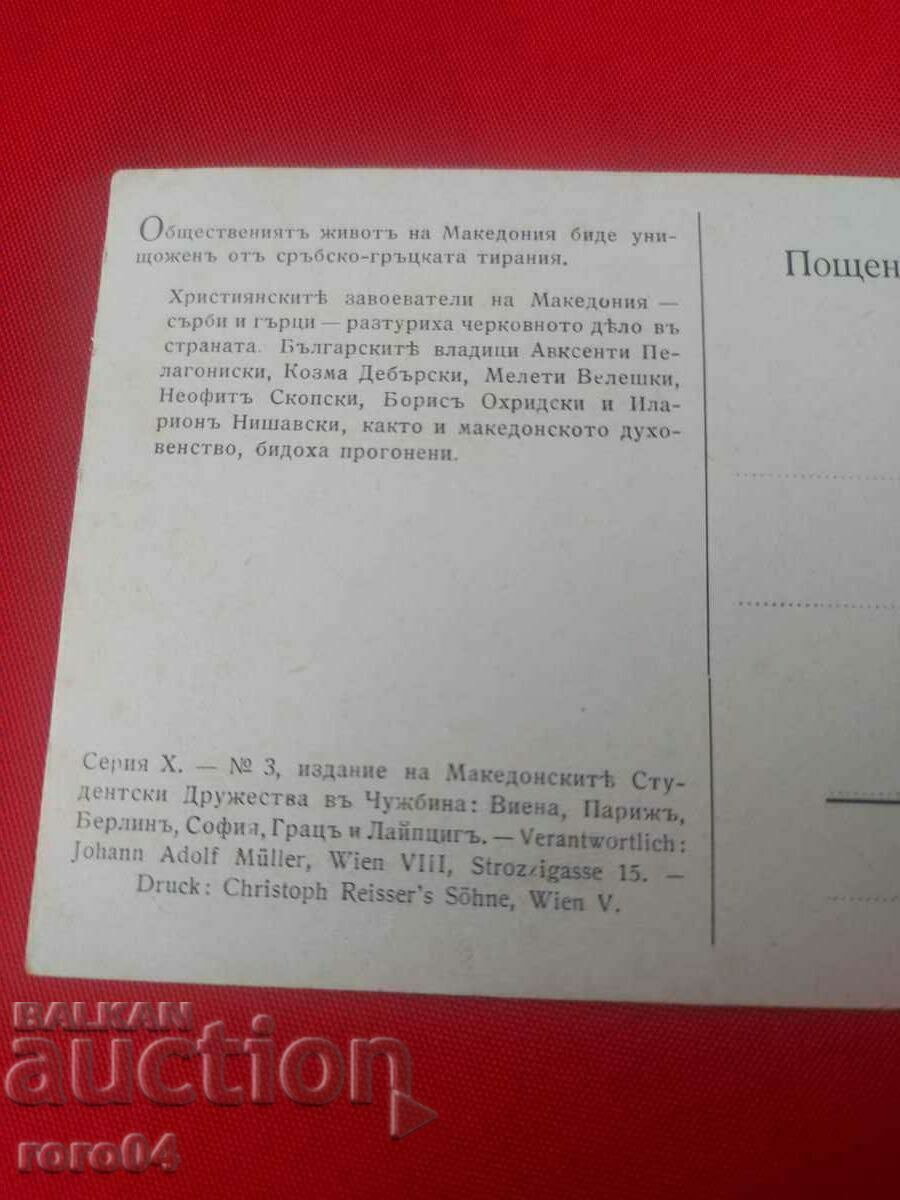 Обществениятъ животъ на Македония биде уни-
щоженъ отъ сръбско-гръцката тирания.
Християнскитѣ завоеватели на Македония —
сърби и гърци — разтуриха черковното дѣло въ
страната. Българскитѣ владици Авксенти Пе-
лагониски, Козма Дебърски, Мелети Велешки,
Неофитъ Скопски, Борисъ Охридски и Ила-
рионъ Нишавски, както и македонското духо-
венство, бидоха прогонени.
Пощен
Серия X. — № 3, издание на Македонскитѣ Сту-
дентски Дружества въ Чужбина: Виена, Парижъ,
Берлинъ, София, Грацъ и Лайпцигъ. — Verantwortlich:
Johann Adolf Müller, Wien VIII, Strozzigasse 15. —
Druck: Christoph Reisser's Söhne, Wien V.
BALKAN
auction
roro04